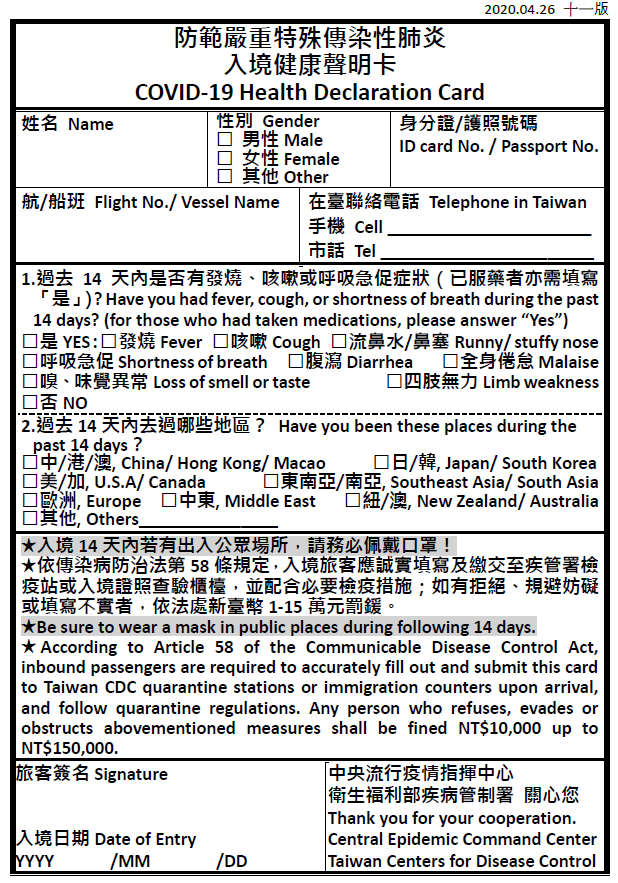 2020.04.26 十一版
防範嚴重特殊傳染性肺炎
入境健康聲明卡
COVID-19 Health Declaration Card
姓名 Name
性別 Gender
□ 男性 Male
□ 女性 Female
□ 其他 Other
身分證/護照號碼
ID card No. / Passport No.
航/船班 Flight No./ Vessel Name
在臺聯絡電話 Telephone in Taiwan
手機 Cell ________________________
市話 Tel _________________________
1.過去 14 天內是否有發燒、咳嗽或呼吸急促症狀（已服藥者亦需填寫
「是」)? Have you had fever, cough, or shortness of breath during the past
14 days? (for those who had taken medications, please answer “Yes”)
□是 YES:□發燒 Fever □咳嗽 Cough □流鼻水/鼻塞 Runny/ stuffy nose
□呼吸急促 Shortness of breath □腹瀉 Diarrhea □全身倦怠 Malaise
□嗅、味覺異常 Loss of smell or taste □四肢無力 Limb weakness
□否 NO
2.過去 14 天內去過哪些地區？ Have you been these places during the
past 14 days？
□中/港/澳, China/ Hong Kong/ Macao □日/韓, Japan/ South Korea
□美/加, U.S.A/ Canada □東南亞/南亞, Southeast Asia/ South Asia
□歐洲, Europe □中東, Middle East □紐/澳, New Zealand/ Australia
□其他, Others________________
★入境 14 天內若有出入公眾場所，請務必佩戴口罩！
★依傳染病防治法第 58 條規定，入境旅客應誠實填寫及繳交至疾管署檢
疫站或入境證照查驗櫃檯，並配合必要檢疫措施；如有拒絕、規避妨礙
或填寫不實者，依法處新臺幣 1-15 萬元罰鍰。
★Be sure to wear a mask in public places during following 14 days.
★According to Article 58 of the Communicable Disease Control Act,
inbound passengers are required to accurately fill out and submit this card
to Taiwan CDC quarantine stations or immigration counters upon arrival,
and follow quarantine regulations. Any person who refuses, evades or
obstructs abovementioned measures shall be fined NT$10,000 up to
NT$150,000.
旅客簽名 Signature
入境日期 Date of Entry
YYYY /MM /DD
中央流行疫情指揮中心
衛生福利部疾病管制署 關心您
Thank you for your cooperation.
Central Epidemic Command Center
Taiwan Centers for Disease Control